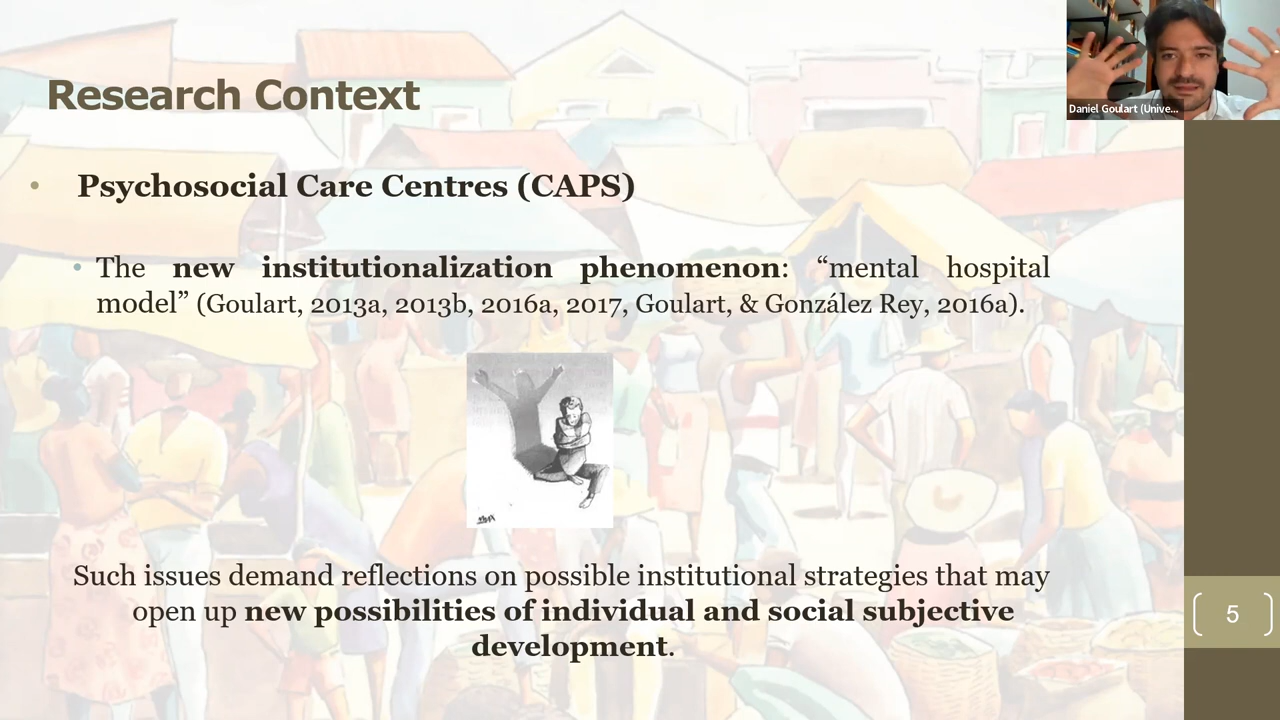 Research Context
Daniel Goulart (Unive...
• Psychosocial Care Centres (CAPS)
• The new institutionalization phenomenon: “mental hospital
model” (Goulart, 2013a, 2013b, 2016a, 2017, Goulart, & González Rey, 2016a).
Such issues demand reflections on possible institutional strategies that may
open up new possibilities of individual and social subjective
development.
5